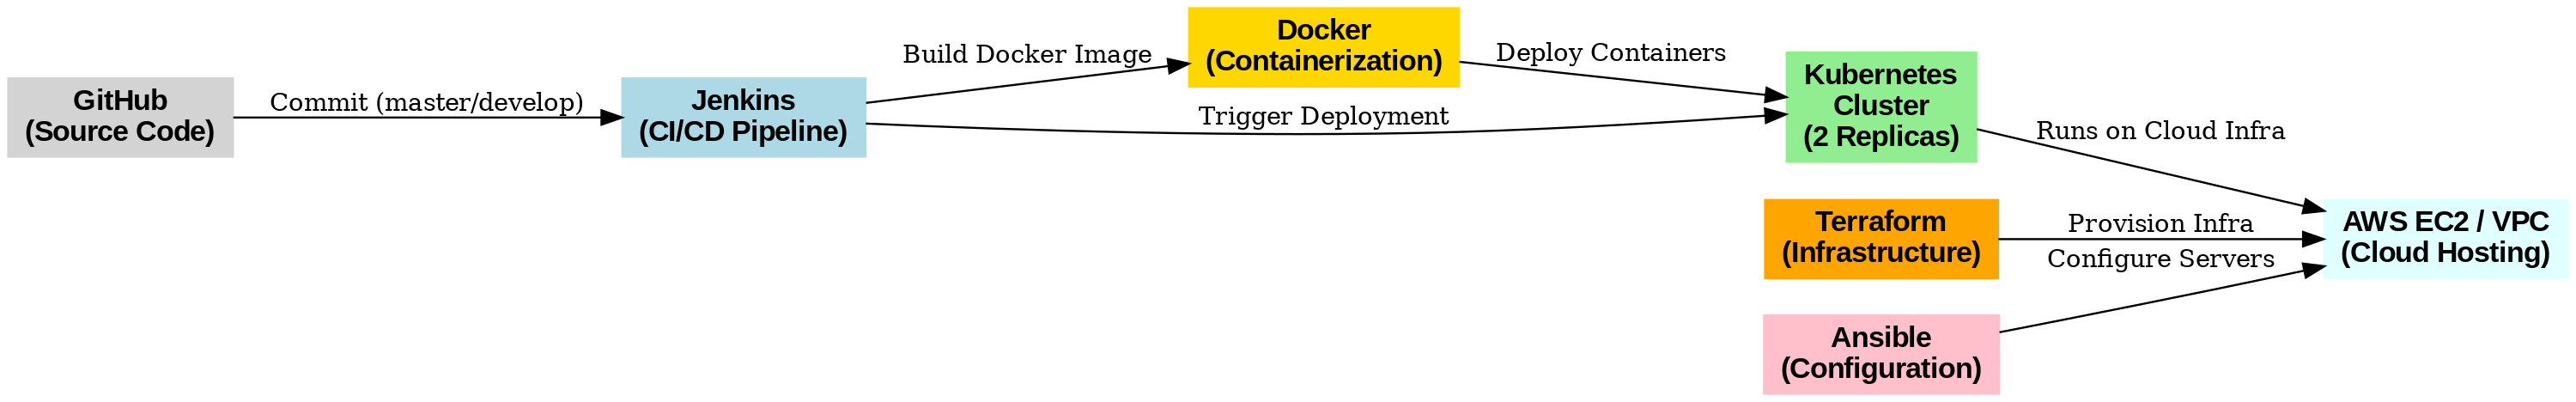 GitHub
(Source Code)
Commit (master/develop)
Jenkins
(CI/CD Pipeline)
Build Docker Image
Trigger Deployment
Docker
(Containerization)
Deploy Containers
Kubernetes
Cluster
(2 Replicas)
Runs on Cloud Infra
Terraform
(Infrastructure)
Provision Infra
Ansible
(Configuration)
Configure Servers
AWS EC2 / VPC
(Cloud Hosting)